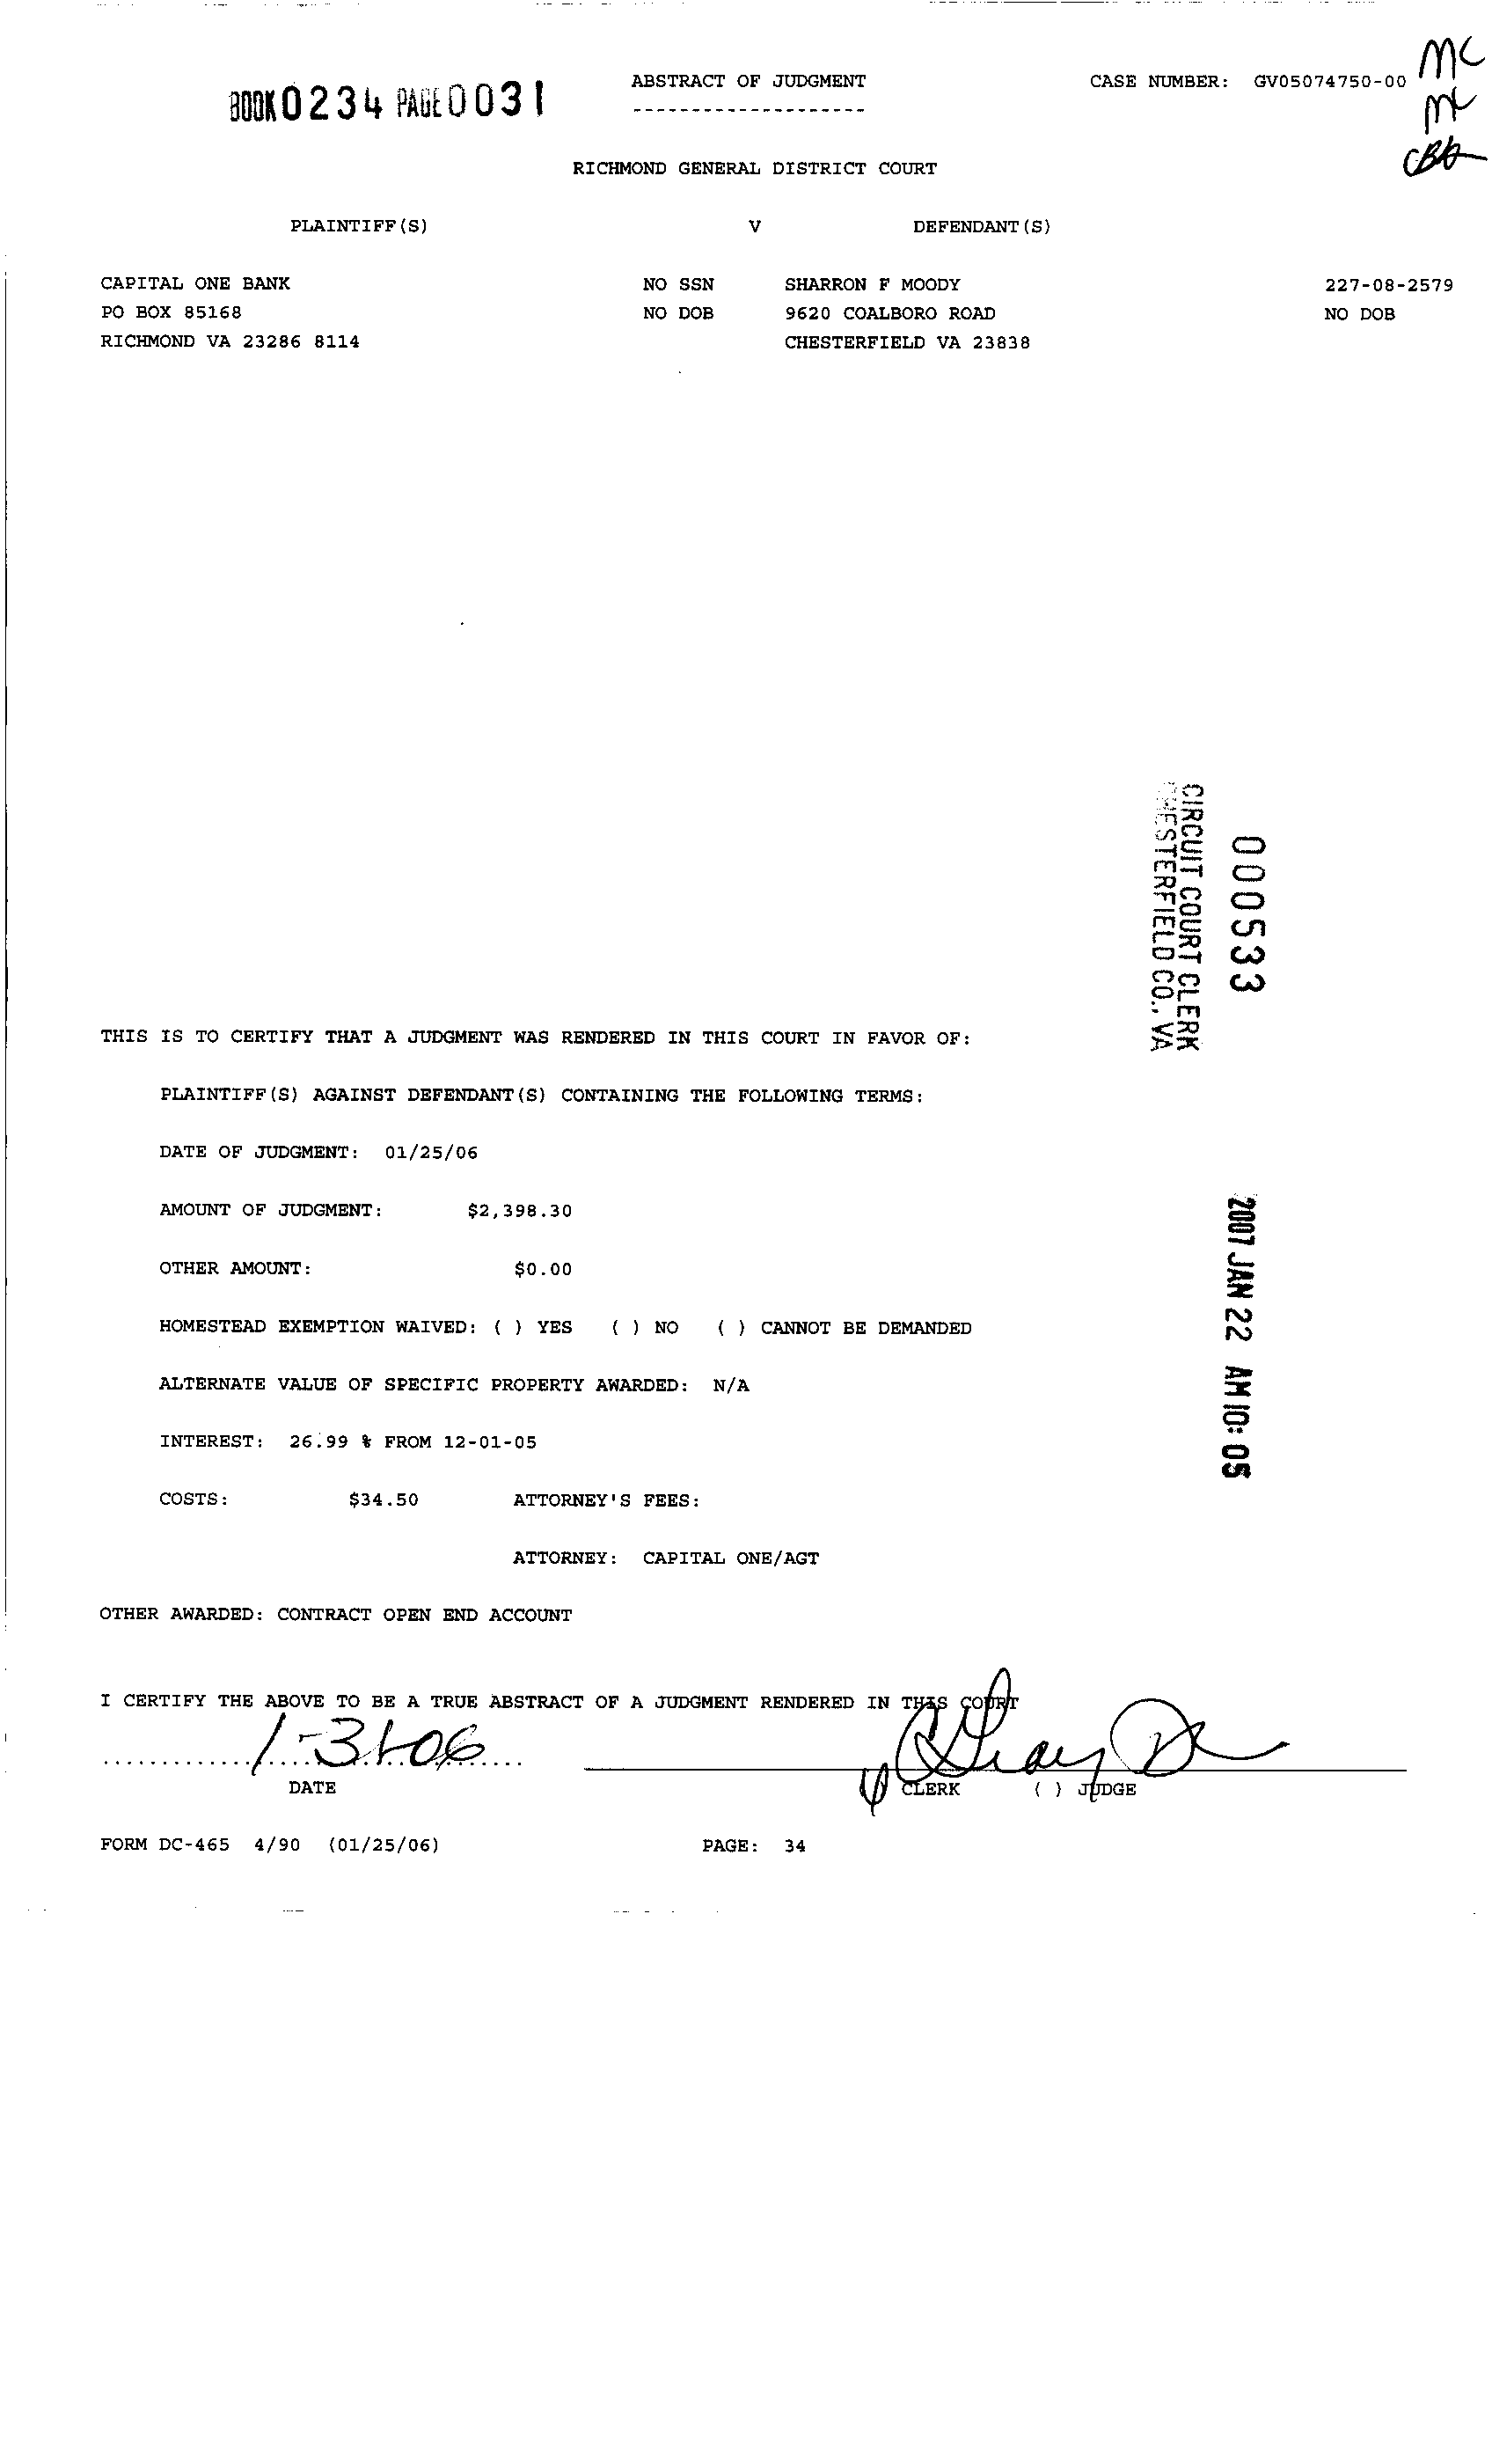 BOOK 0234 PAGE 0031
ABSTRACT OF JUDGMENT
CASE NUMBER: GV05074750-00
MC
MC
--------------------
RICHMOND GENERAL DISTRICT COURT
PLAINTIFF(S) V DEFENDANT(S)
CAPITAL ONE BANK NO SSN SHARRON F MOODY 227-08-2579
PO BOX 85168 NO DOB 9620 COALBORO ROAD NO DOB
RICHMOND VA 23286 8114 CHESTERFIELD VA 23838
000533
CIRCUIT COURT CLERK
CHESTERFIELD CO., VA
2007 JAN 22 AM 10: 05
THIS IS TO CERTIFY THAT A JUDGMENT WAS RENDERED IN THIS COURT IN FAVOR OF:
PLAINTIFF(S) AGAINST DEFENDANT(S) CONTAINING THE FOLLOWING TERMS:
DATE OF JUDGMENT: 01/25/06
AMOUNT OF JUDGMENT: $2,398.30
OTHER AMOUNT: $0.00
HOMESTEAD EXEMPTION WAIVED: ( ) YES ( ) NO ( ) CANNOT BE DEMANDED
ALTERNATE VALUE OF SPECIFIC PROPERTY AWARDED: N/A
INTEREST: 26.99 % FROM 12-01-05
COSTS: $34.50 ATTORNEY'S FEES:
ATTORNEY: CAPITAL ONE/AGT
OTHER AWARDED: CONTRACT OPEN END ACCOUNT
I CERTIFY THE ABOVE TO BE A TRUE ABSTRACT OF A JUDGMENT RENDERED IN THIS COURT
1-31-06
DATE CLERK ( ) JUDGE
FORM DC-465 4/90 (01/25/06) PAGE: 34